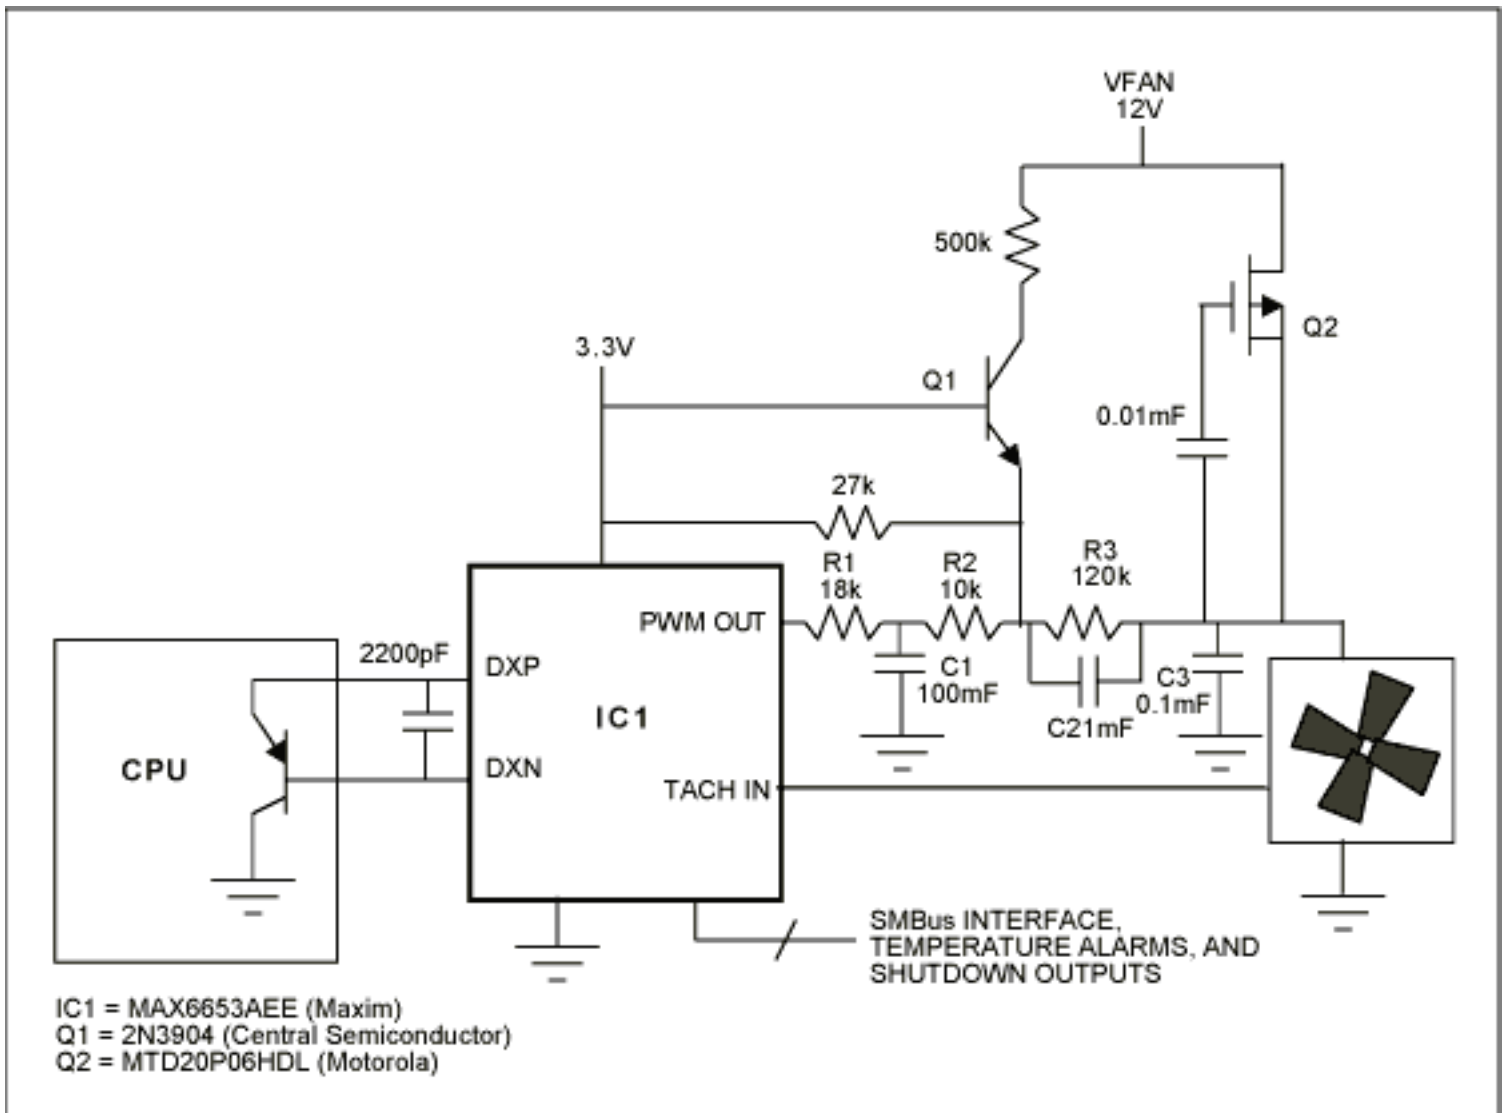 VFAN
12V
500k
Q2
3.3V
Q1
0.01mF
27k
R1
18k
R2
10k
R3
120k
PWM OUT
2200pF
DXP
C1
100mF
C3
0.1mF
C21mF
IC1
CPU
DXN
TACH IN
SMBus INTERFACE,
TEMPERATURE ALARMS, AND
SHUTDOWN OUTPUTS
IC1 = MAX6653AEE (Maxim)
Q1 = 2N3904 (Central Semiconductor)
Q2 = MTD20P06HDL (Motorola)